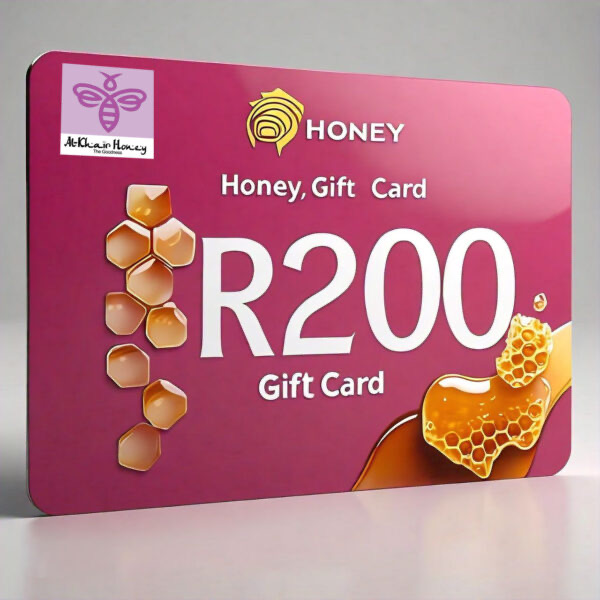 Al-Khair Honey
The Goodness
HONEY
Honey, Gift Card
R200
Gift Card